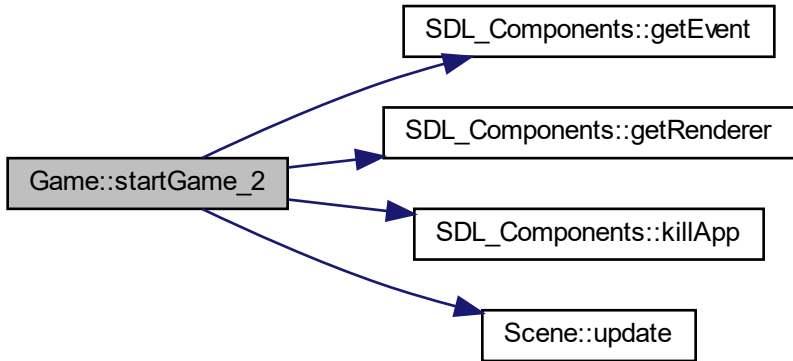 SDL_Components::getEvent
SDL_Components::getRenderer
Game::startGame_2
SDL_Components::killApp
Scene::update